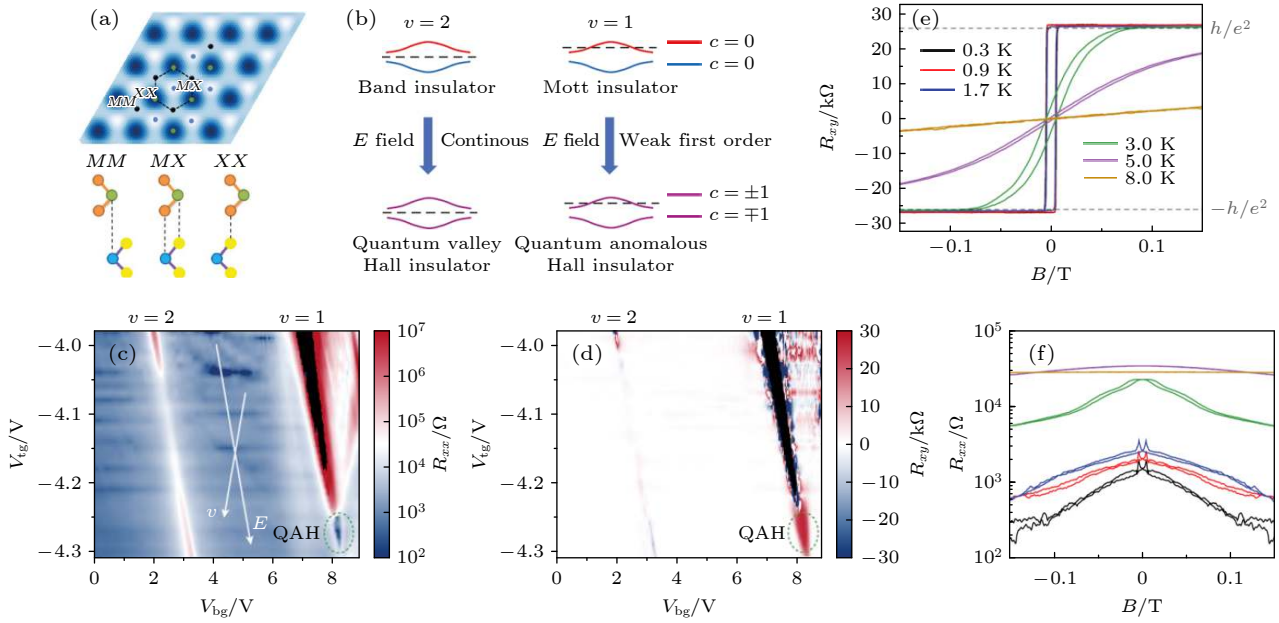 (a)
MM
XX
MX
MM MX XX
(b)
v = 2 v = 1
c = 0
c = 0
Band insulator Mott insulator
E field Continous E field Weak first order
c = ±1
c = ∓1
Quantum valley Quantum anomalous
Hall insulator Hall insulator
(e)
30
20
10
0
−10
−20
−30
Rxy/kΩ
h/e²
0.3 K
0.9 K
1.7 K
3.0 K
5.0 K
8.0 K
−h/e²
−0.1 0 0.1
B/T
v = 2 v = 1
(c)
−4.0
−4.1
−4.2
−4.3
Vtg/V
v
E
QAH
0 2 4 6 8
Vbg/V
10⁷
10⁶
10⁵
10⁴
10³
10²
Rxx/Ω
v = 2 v = 1
(d)
−4.0
−4.1
−4.2
−4.3
Vtg/V
QAH
0 2 4 6 8
Vbg/V
30
20
10
0
−10
−20
−30
Rxy/kΩ
(f)
10⁵
10⁴
10³
10²
Rxx/Ω
−0.1 0 0.1
B/T